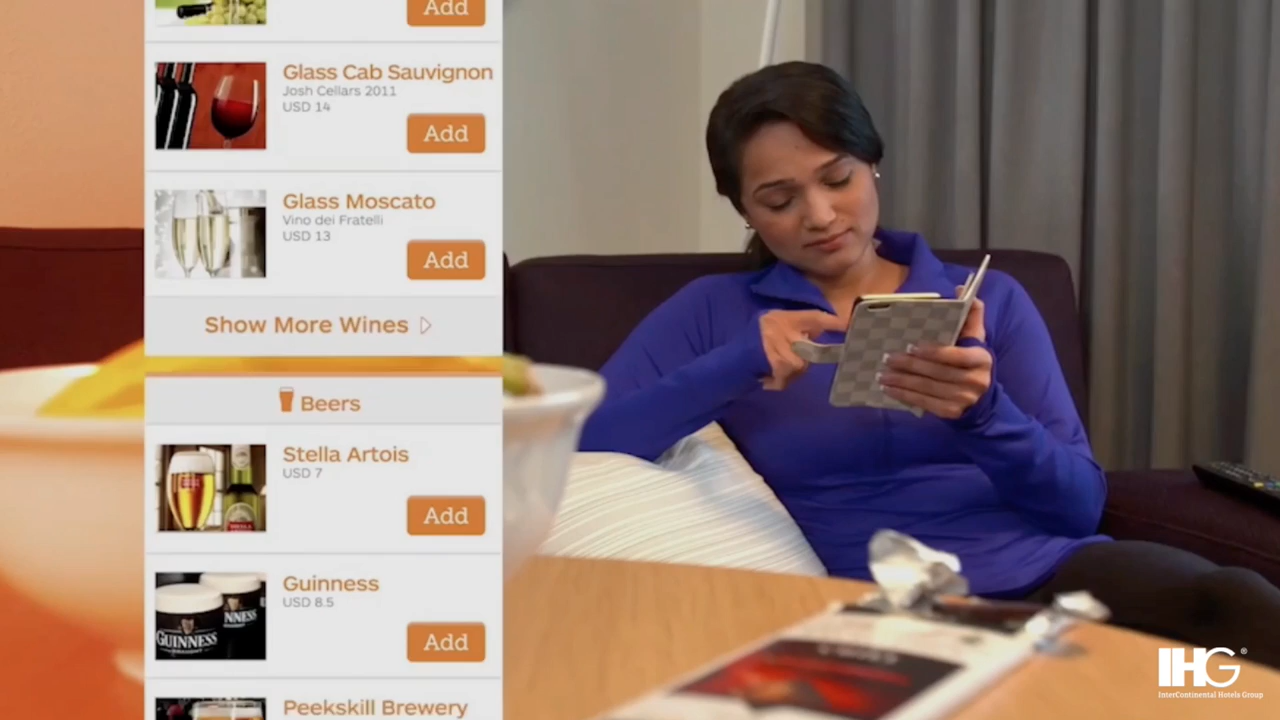 Add
Glass Cab Sauvignon
Josh Cellars 2011
USD 14
Add
Glass Moscato
Vino dei Fratelli
USD 13
Add
Show More Wines
Beers
Stella Artois
USD 7
Add
Guinness
USD 8.5
GUINNESS
Add
Peekskill Brewery
IHG®
InterContinental Hotels Group